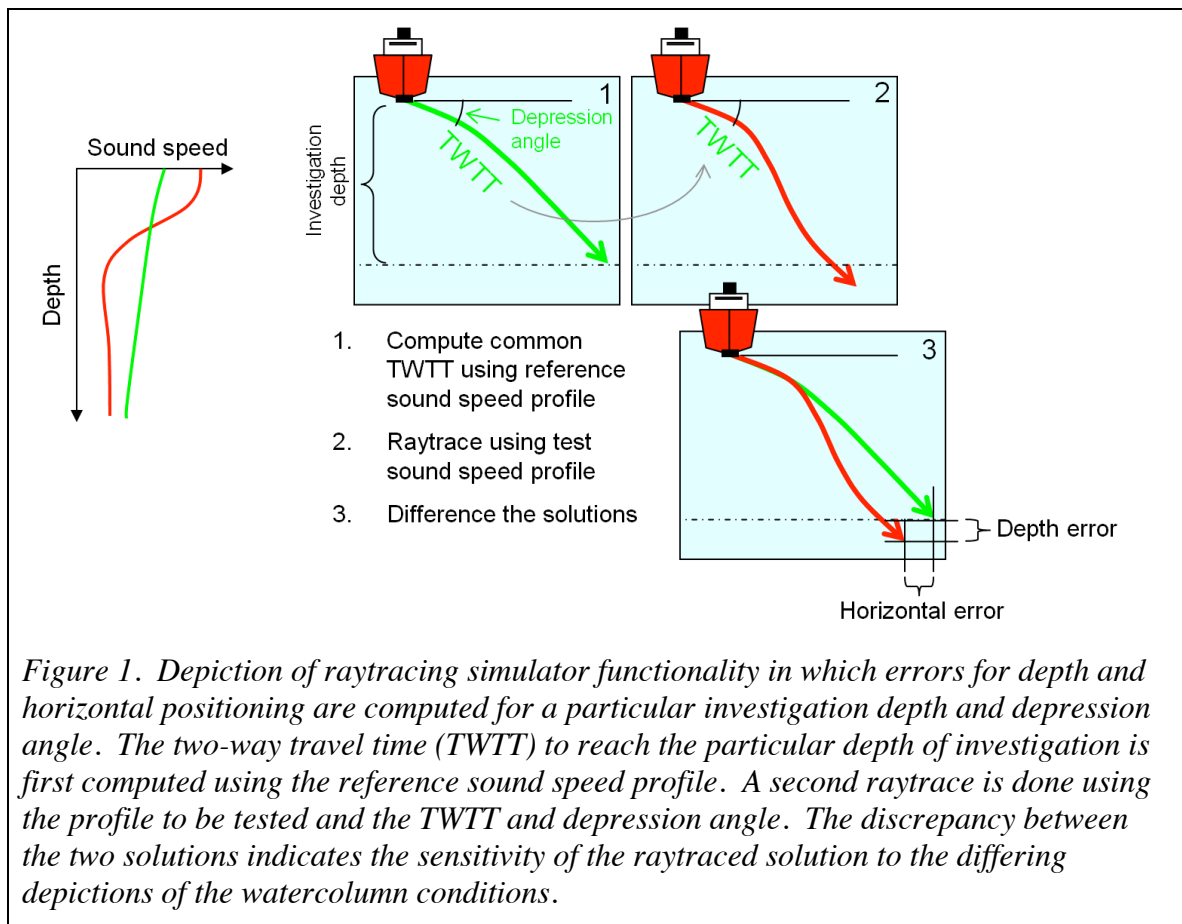 Sound speed
Depth
Investigation
depth
1
Depression
angle
TWTT
2
TWTT
1. Compute common
TWTT using reference
sound speed profile
2. Raytrace using test
sound speed profile
3. Difference the solutions
3
Depth error
Horizontal error
Figure 1. Depiction of raytracing simulator functionality in which errors for depth and
horizontal positioning are computed for a particular investigation depth and depression
angle. The two-way travel time (TWTT) to reach the particular depth of investigation is
first computed using the reference sound speed profile. A second raytrace is done using
the profile to be tested and the TWTT and depression angle. The discrepancy between
the two solutions indicates the sensitivity of the raytraced solution to the differing
depictions of the watercolumn conditions.